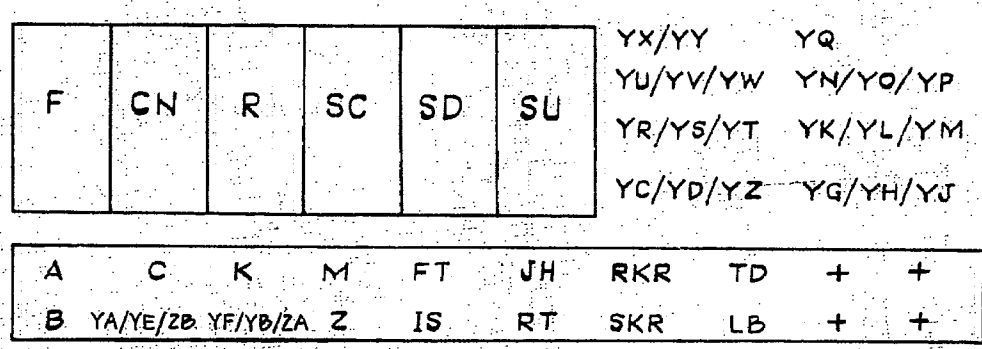 F CN R SC SD SU
YX/YY YQ
YU/YV/YW YN/YO/YP
YR/YS/YT YK/YL/YM
YC/YD/YZ YG/YH/YJ
A C K M FT JH RKR TD + +
B YA/YE/ZB YF/YB/ZA Z IS RT SKR LB + +